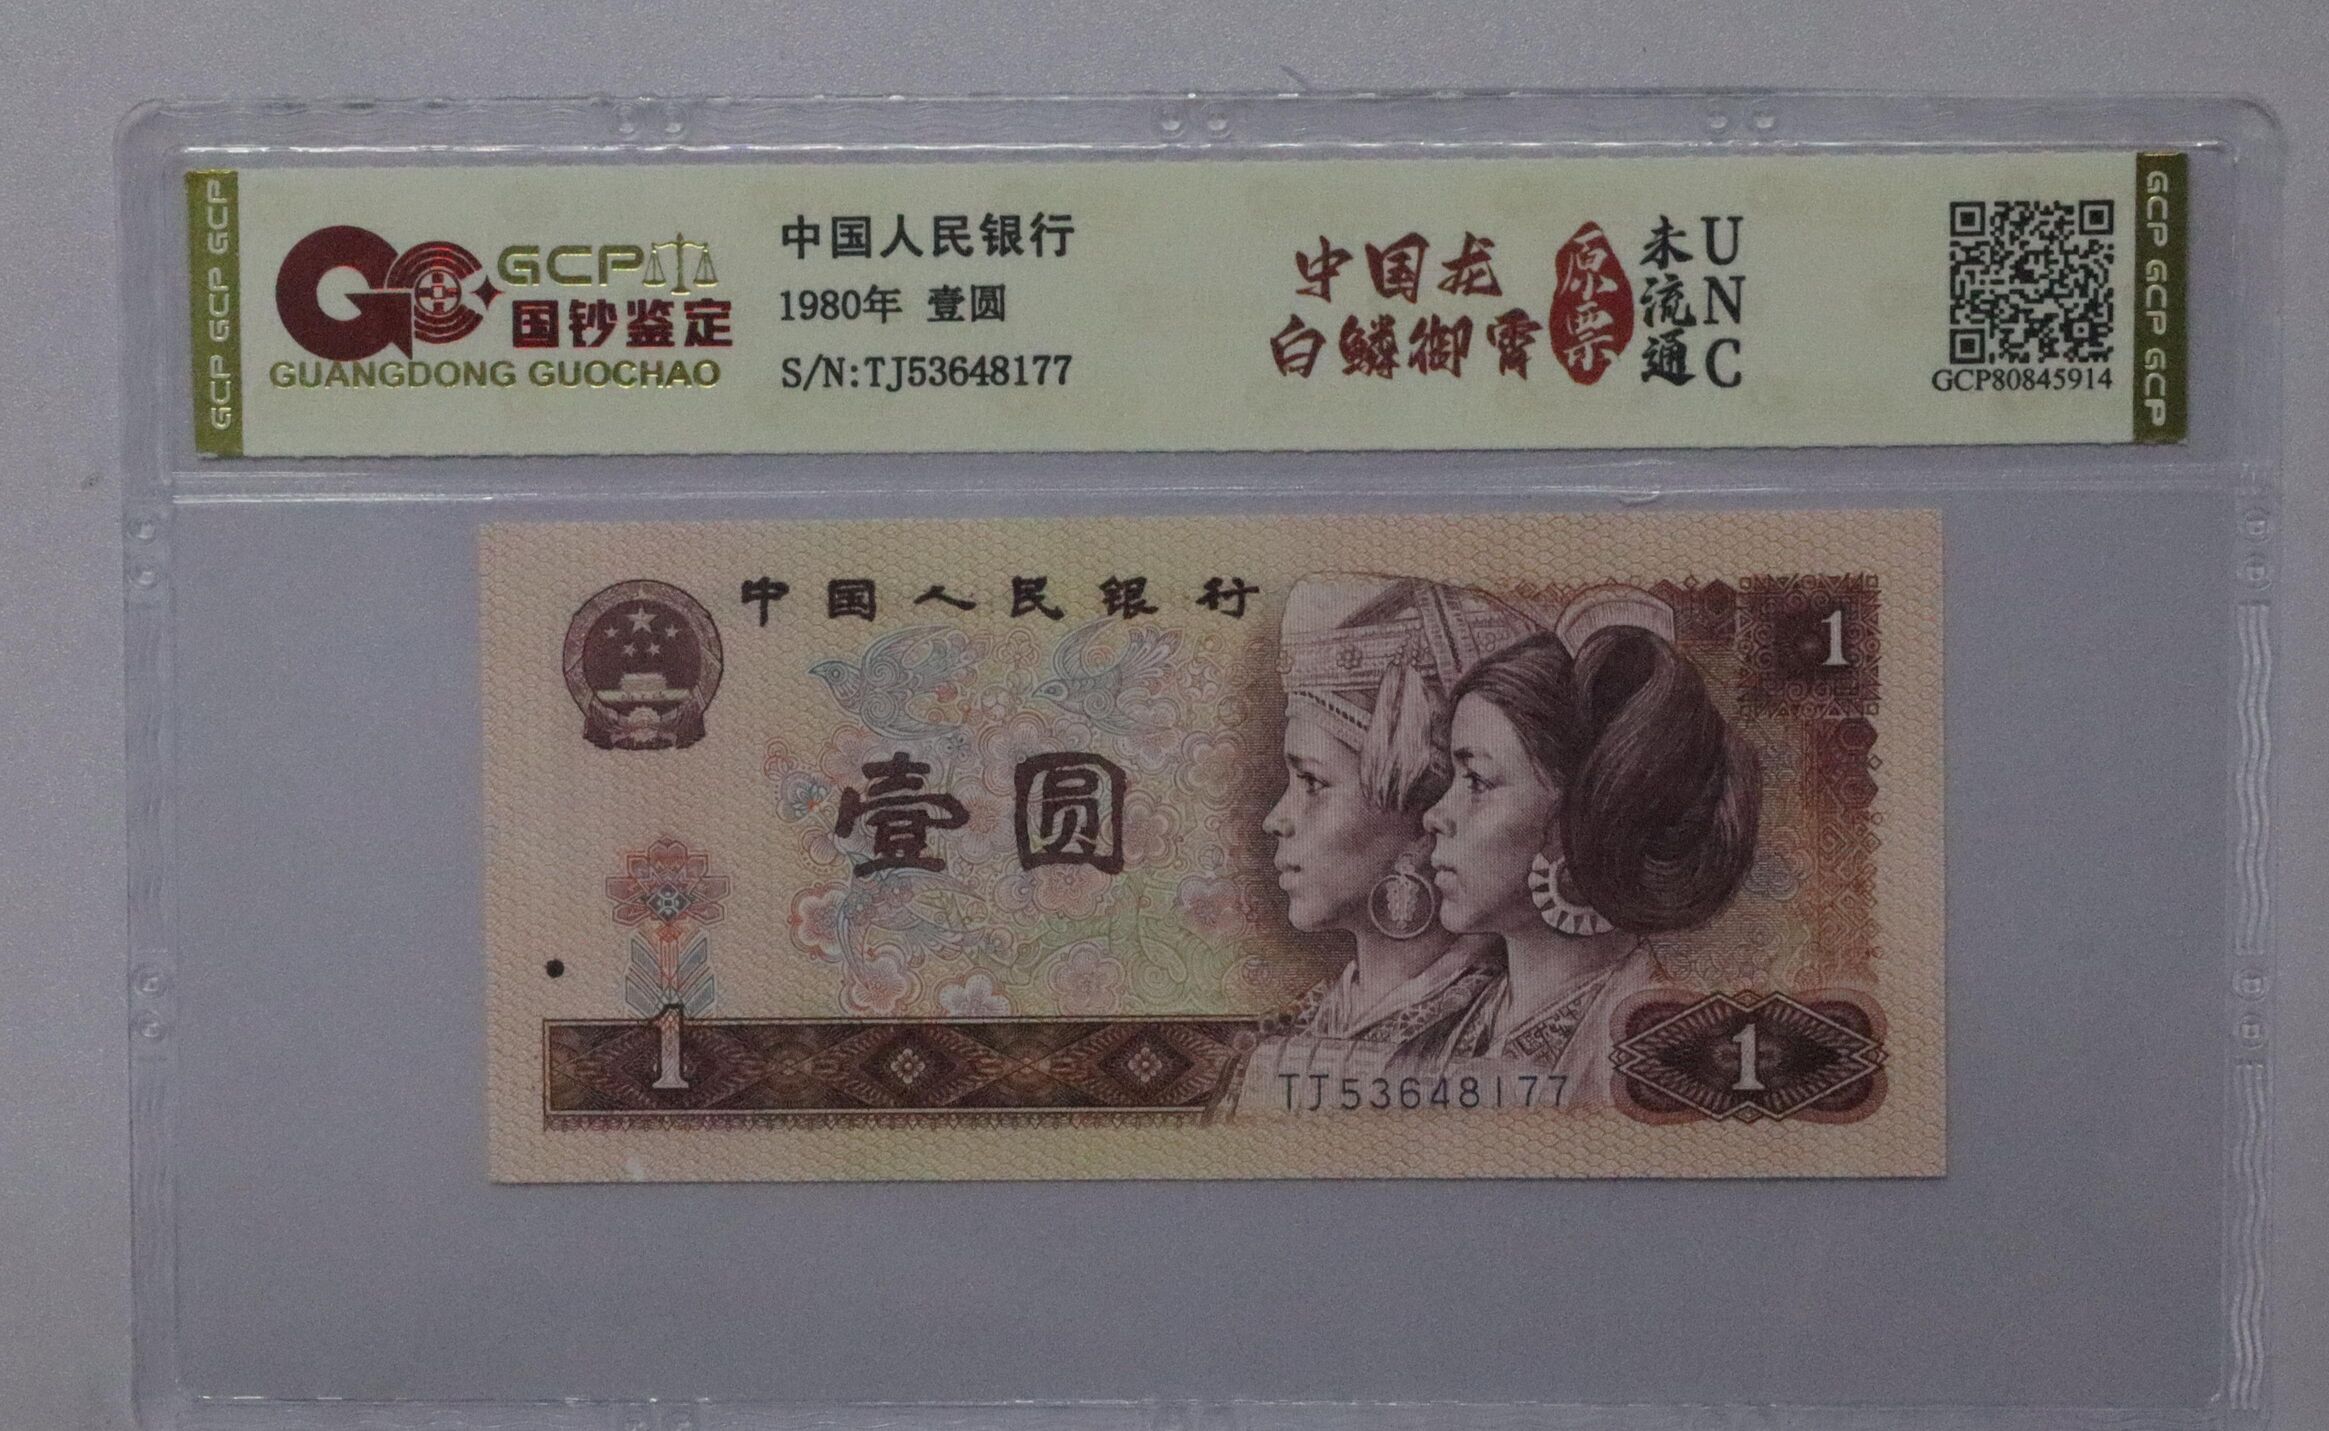 GCP GCP GCP
GCP
国钞鉴定
GUANGDONG GUOCHAO
中国人民银行
1980年 壹圆
S/N:TJ53648177
中国龙
白鳞御霄
原票
未流通
UNC
GCP80845914
GCP GCP GCP
中国人民银行
1
壹圆
1
1
TJ53648177